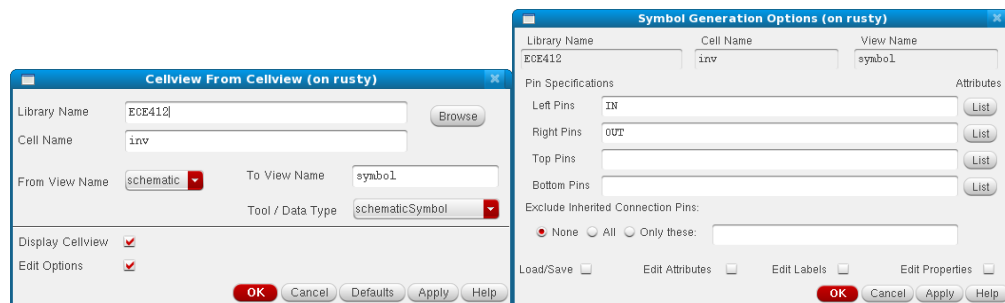 Cellview From Cellview (on rusty)
Library Name ECE412 Browse
Cell Name inv
From View Name schematic To View Name symbol
Tool / Data Type schematicSymbol
Display Cellview
Edit Options
OK Cancel Defaults Apply Help
Symbol Generation Options (on rusty)
Library Name Cell Name View Name
ECE412 inv symbol
Pin Specifications Attributes
Left Pins IN List
Right Pins OUT List
Top Pins List
Bottom Pins List
Exclude Inherited Connection Pins:
None All Only these:
Load/Save Edit Attributes Edit Labels Edit Properties
OK Cancel Apply Help